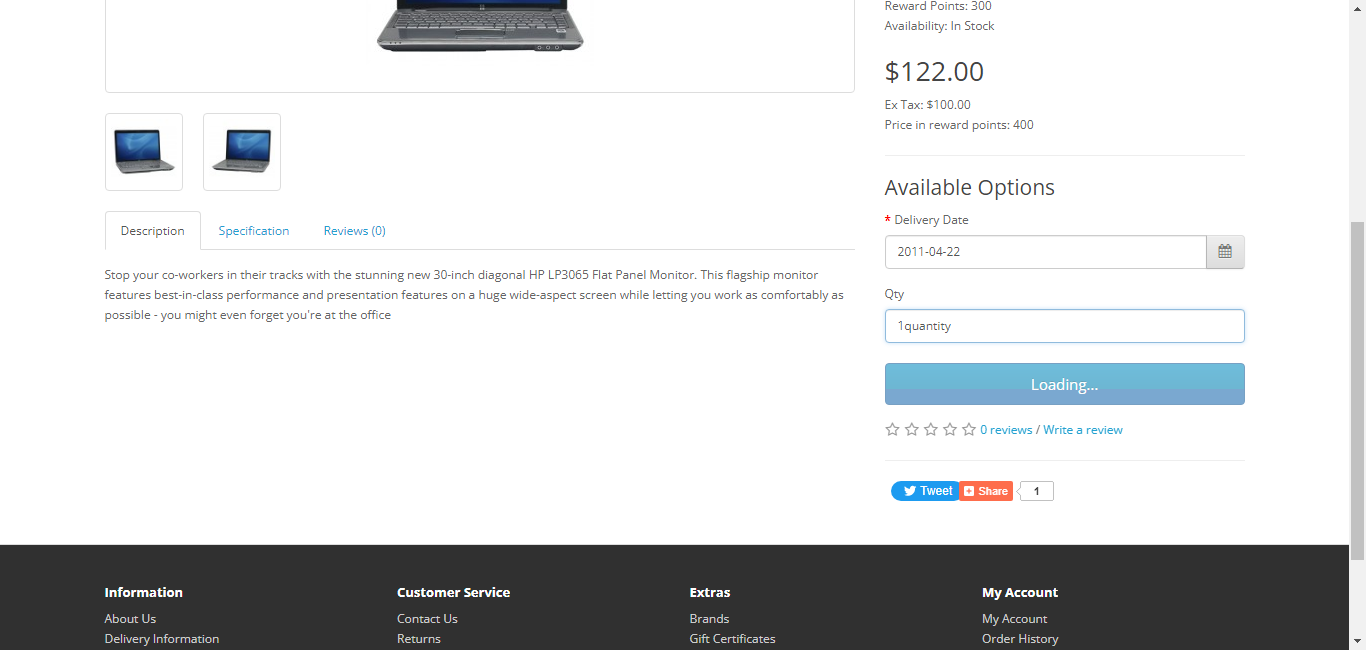 Reward Points: 300
Availability: In Stock
$122.00
Ex Tax: $100.00
Price in reward points: 400
Description
Specification
Reviews (0)
Stop your co-workers in their tracks with the stunning new 30-inch diagonal HP LP3065 Flat Panel Monitor. This flagship monitor
features best-in-class performance and presentation features on a huge wide-aspect screen while letting you work as comfortably as
possible - you might even forget you're at the office
Available Options
* Delivery Date
2011-04-22
Qty
1quantity
Loading...
0 reviews / Write a review
Tweet
Share
1
Information
About Us
Delivery Information
Customer Service
Contact Us
Returns
Extras
Brands
Gift Certificates
My Account
My Account
Order History